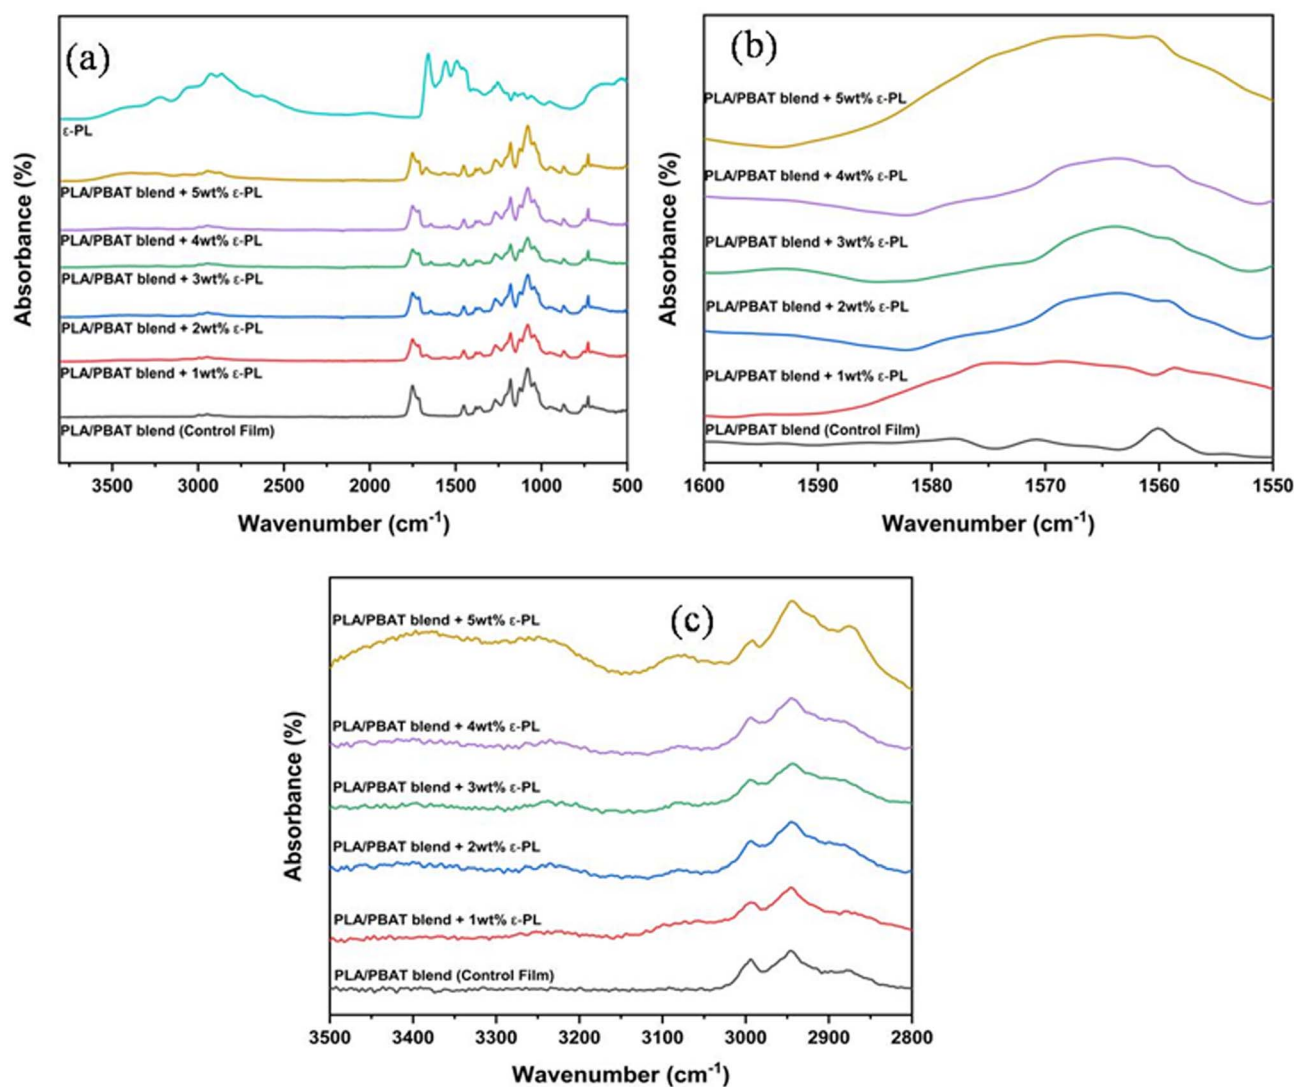 (a)
Absorbance (%)
ε-PL
PLA/PBAT blend + 5wt% ε-PL
PLA/PBAT blend + 4wt% ε-PL
PLA/PBAT blend + 3wt% ε-PL
PLA/PBAT blend + 2wt% ε-PL
PLA/PBAT blend + 1wt% ε-PL
PLA/PBAT blend (Control Film)
3500 3000 2500 2000 1500 1000 500
Wavenumber (cm-1)
(b)
Absorbance (%)
PLA/PBAT blend + 5wt% ε-PL
PLA/PBAT blend + 4wt% ε-PL
PLA/PBAT blend + 3wt% ε-PL
PLA/PBAT blend + 2wt% ε-PL
PLA/PBAT blend + 1wt% ε-PL
PLA/PBAT blend (Control Film)
1600 1590 1580 1570 1560 1550
Wavenumber (cm-1)
(c)
Absorbance (%)
PLA/PBAT blend + 5wt% ε-PL
PLA/PBAT blend + 4wt% ε-PL
PLA/PBAT blend + 3wt% ε-PL
PLA/PBAT blend + 2wt% ε-PL
PLA/PBAT blend + 1wt% ε-PL
PLA/PBAT blend (Control Film)
3500 3400 3300 3200 3100 3000 2900 2800
Wavenumber (cm-1)